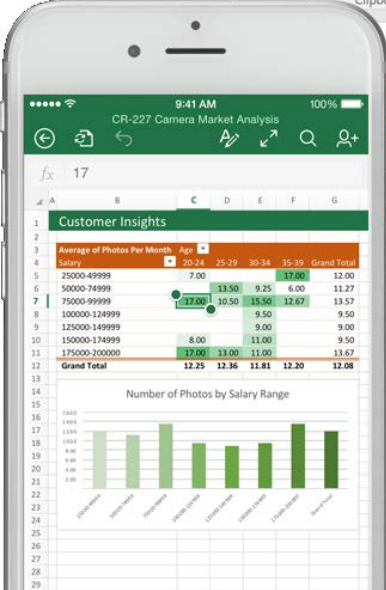 Clipbo
9:41 AM 100%
CR-227 Camera Market Analysis
fx 17
A B C D E F G
1 Customer Insights
2
3 Average of Photos Per Month Age
4 Salary 20-24 25-29 30-34 35-39 Grand Total
5 25000-49999 7.00 17.00 12.00
6 50000-74999 13.50 9.25 6.00 11.27
7 75000-99999 17.00 10.50 15.50 12.67 13.57
8 100000-124999 9.50 9.50
9 125000-149999 9.00 9.00
10 150000-174999 8.00 11.00 9.50
11 175000-200000 17.00 13.00 11.00 13.67
12 Grand Total 12.25 12.36 11.81 12.20 12.08
13
14 Number of Photos by Salary Range
15
16
17
18
19
20
21
22
23
24
25
26
27
28
29